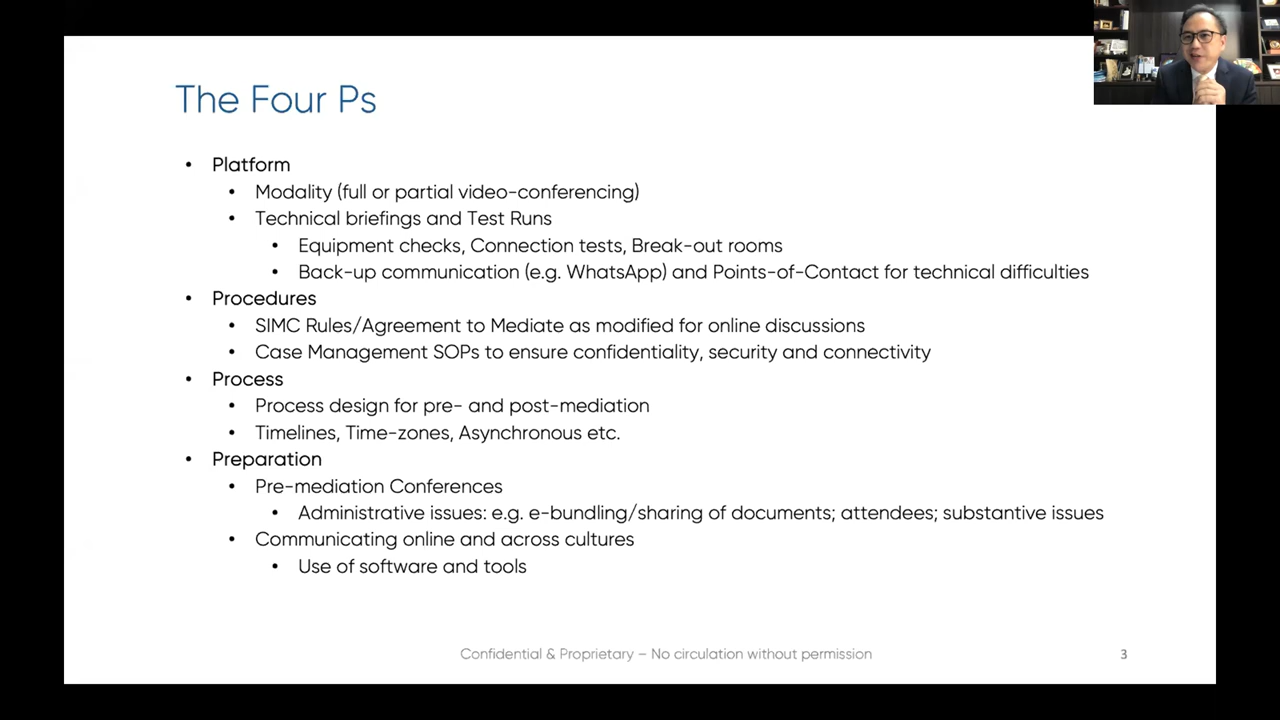 The Four Ps
• Platform
• Modality (full or partial video-conferencing)
• Technical briefings and Test Runs
• Equipment checks, Connection tests, Break-out rooms
• Back-up communication (e.g. WhatsApp) and Points-of-Contact for technical difficulties
• Procedures
• SIMC Rules/Agreement to Mediate as modified for online discussions
• Case Management SOPs to ensure confidentiality, security and connectivity
• Process
• Process design for pre- and post-mediation
• Timelines, Time-zones, Asynchronous etc.
• Preparation
• Pre-mediation Conferences
• Administrative issues: e.g. e-bundling/sharing of documents; attendees; substantive issues
• Communicating online and across cultures
• Use of software and tools
Confidential & Proprietary – No circulation without permission
3